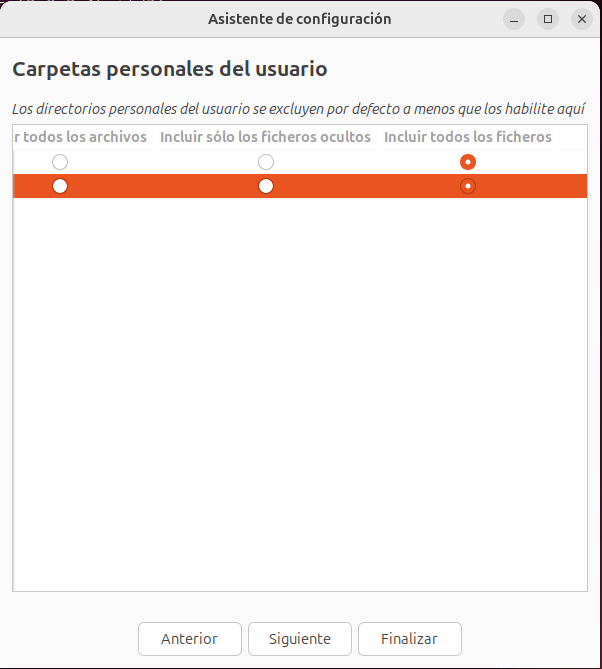 Asistente de configuración
Carpetas personales del usuario
Los directorios personales del usuario se excluyen por defecto a menos que los habilite aquí
r todos los archivos Incluir sólo los ficheros ocultos Incluir todos los ficheros
Anterior Siguiente Finalizar